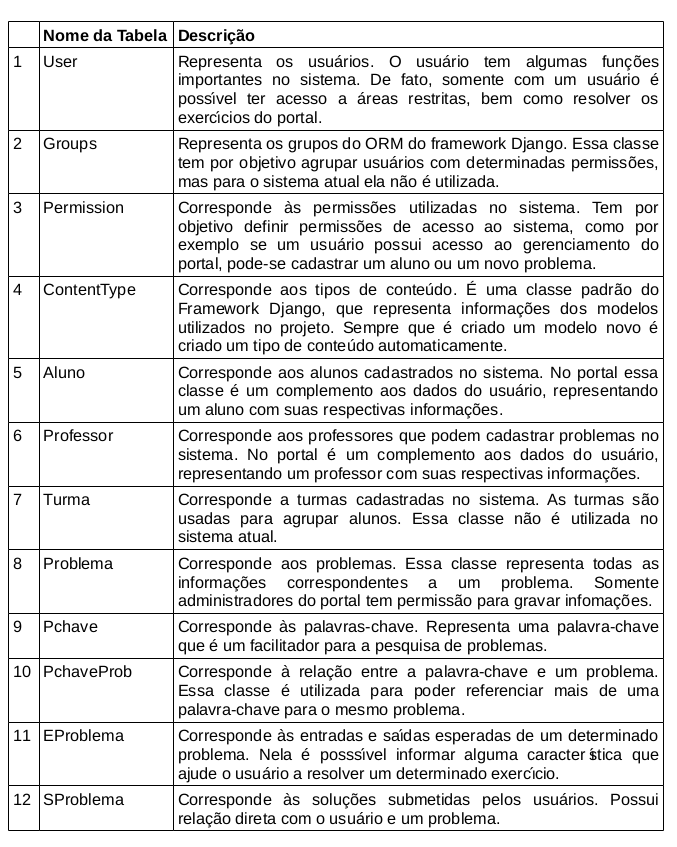 Nome da Tabela Descrição
1 User Representa os usuários. O usuário tem algumas funções
importantes no sistema. De fato, somente com um usuário é
possível ter acesso a áreas restritas, bem como resolver os
exercícios do portal.
2 Groups Representa os grupos do ORM do framework Django. Essa classe
tem por objetivo agrupar usuários com determinadas permissões,
mas para o sistema atual ela não é utilizada.
3 Permission Corresponde às permissões utilizadas no sistema. Tem por
objetivo definir permissões de acesso ao sistema, como por
exemplo se um usuário possui acesso ao gerenciamento do
portal, pode-se cadastrar um aluno ou um novo problema.
4 ContentType Corresponde aos tipos de conteúdo. É uma classe padrão do
Framework Django, que representa informações dos modelos
utilizados no projeto. Sempre que é criado um modelo novo é
criado um tipo de conteúdo automaticamente.
5 Aluno Corresponde aos alunos cadastrados no sistema. No portal essa
classe é um complemento aos dados do usuário, representando
um aluno com suas respectivas informações.
6 Professor Corresponde aos professores que podem cadastrar problemas no
sistema. No portal é um complemento aos dados do usuário,
representando um professor com suas respectivas informações.
7 Turma Corresponde a turmas cadastradas no sistema. As turmas são
usadas para agrupar alunos. Essa classe não é utilizada no
sistema atual.
8 Problema Corresponde aos problemas. Essa classe representa todas as
informações correspondentes a um problema. Somente
administradores do portal tem permissão para gravar infomações.
9 Pchave Corresponde às palavras-chave. Representa uma palavra-chave
que é um facilitador para a pesquisa de problemas.
10 PchaveProb Corresponde à relação entre a palavra-chave e um problema.
Essa classe é utilizada para poder referenciar mais de uma
palavra-chave para o mesmo problema.
11 EProblema Corresponde às entradas e saídas esperadas de um determinado
problema. Nela é posssível informar alguma característica que
ajude o usuário a resolver um determinado exercício.
12 SProblema Corresponde às soluções submetidas pelos usuários. Possui
relação direta com o usuário e um problema.